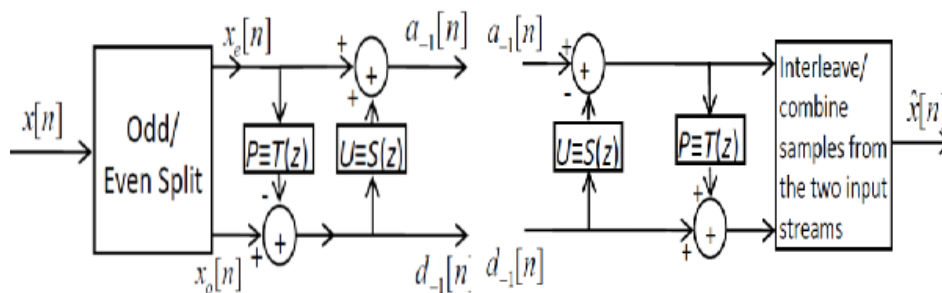 x[n]
Odd/
Even Split
x_e[n]
+
+
+
a_{-1}[n]
P≡T(z)
U≡S(z)
-
+
+
x_o[n]
d_{-1}[n]
a_{-1}[n]
+
+
-
U≡S(z)
P≡T(z)
+
+
+
d_{-1}[n]
Interleave/
combine
samples from
the two input
streams
x̂[n]